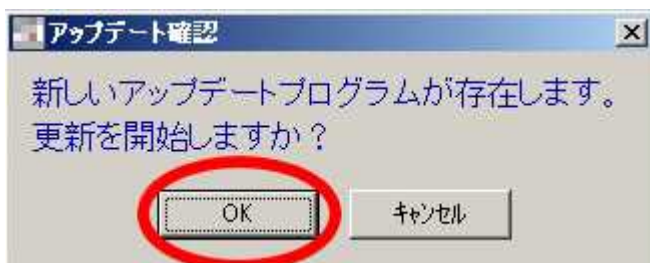 アップデート確認
新しいアップデートプログラムが存在します。
更新を開始しますか？
OK
キャンセル